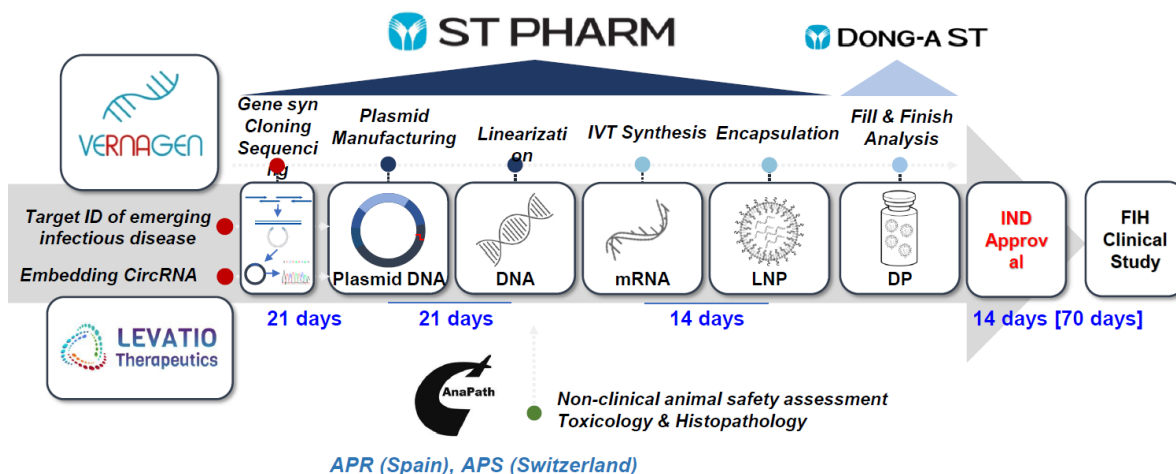 ST PHARM
DONG-A ST
VERNAGEN
Gene syn
Cloning
Sequenci
ng
Plasmid
Manufacturing
Linearizati
on
IVT Synthesis
Encapsulation
Fill & Finish
Analysis
Target ID of emerging
infectious disease
Embedding CircRNA
Plasmid DNA
DNA
mRNA
LNP
DP
IND
Approv
al
FIH
Clinical
Study
21 days
21 days
14 days
14 days [70 days]
LEVATIO
Therapeutics
AnaPath
Non-clinical animal safety assessment
Toxicology & Histopathology
APR (Spain), APS (Switzerland)